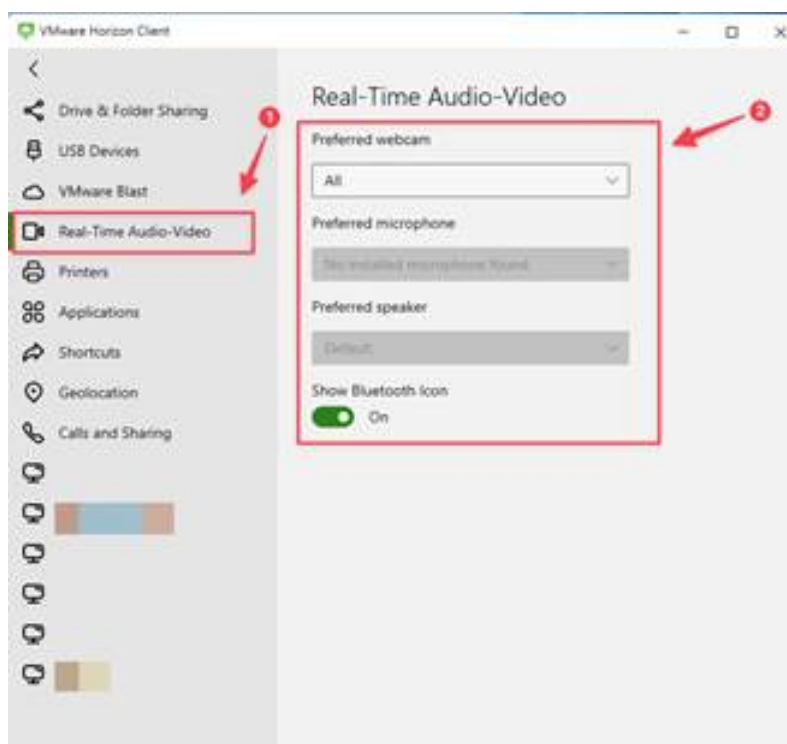 VMware Horizon Client
Drive & Folder Sharing
USB Devices
VMware Blast
Real-Time Audio-Video
Printers
Applications
Shortcuts
Geolocation
Calls and Sharing
1
Real-Time Audio-Video
2
Preferred webcam
All
Preferred microphone
No installed microphone found
Preferred speaker
Default
Show Bluetooth Icon
On